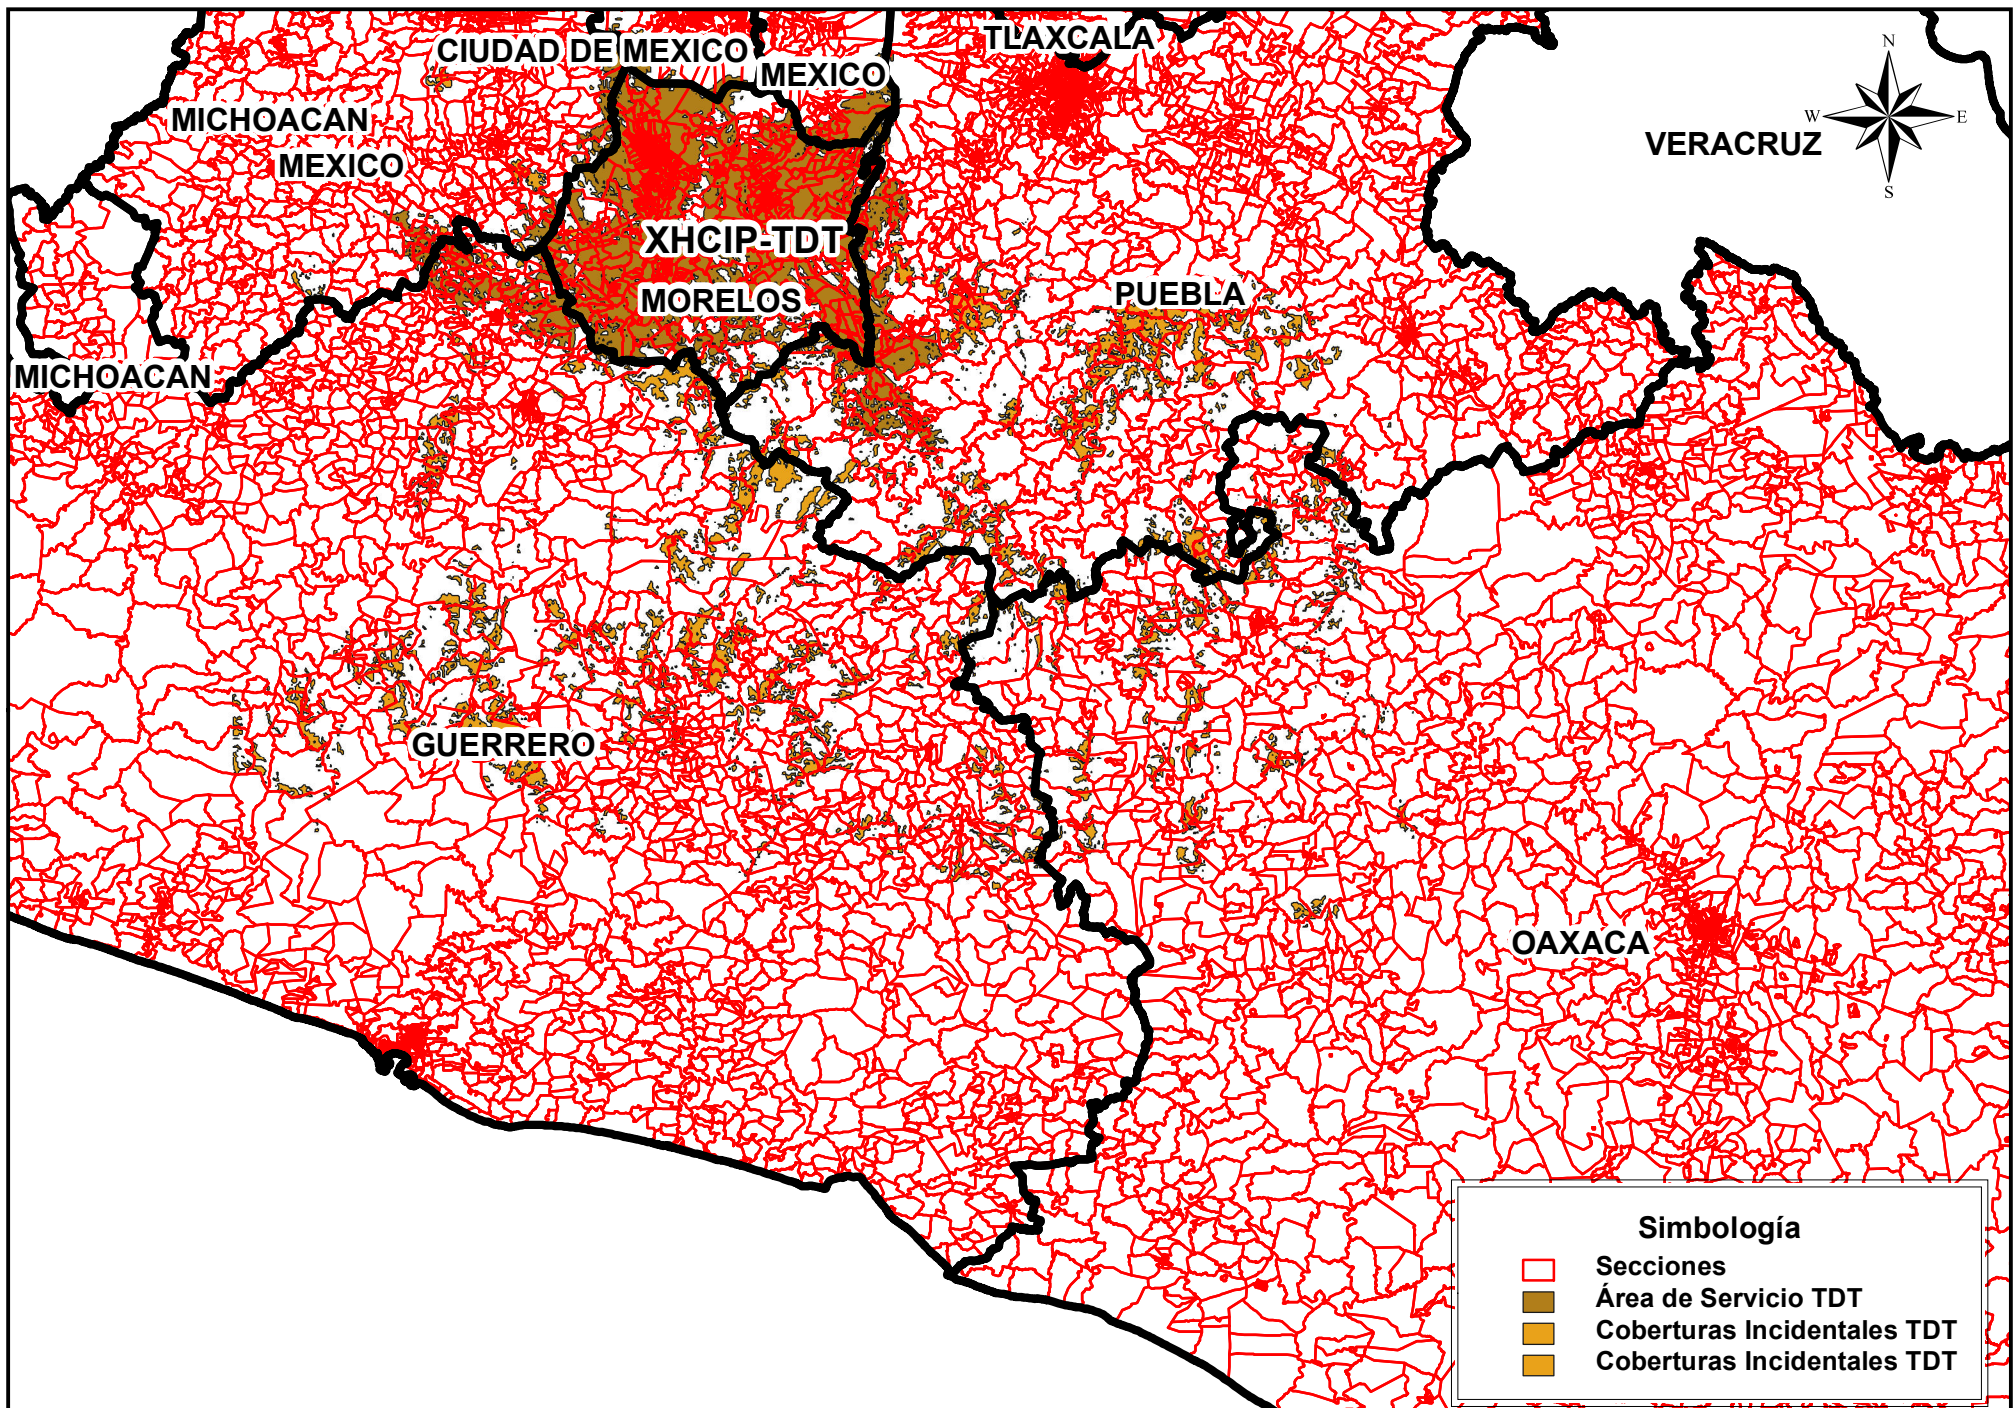 TLAXCALA
CIUDAD DE MEXICO
MEXICO
N
W
E
S
MICHOACAN
MEXICO
VERACRUZ
XHCIP-TDT
MORELOS
PUEBLA
MICHOACAN
GUERRERO
OAXACA
Simbología
Secciones
Área de Servicio TDT
Coberturas Incidentales TDT
Coberturas Incidentales TDT